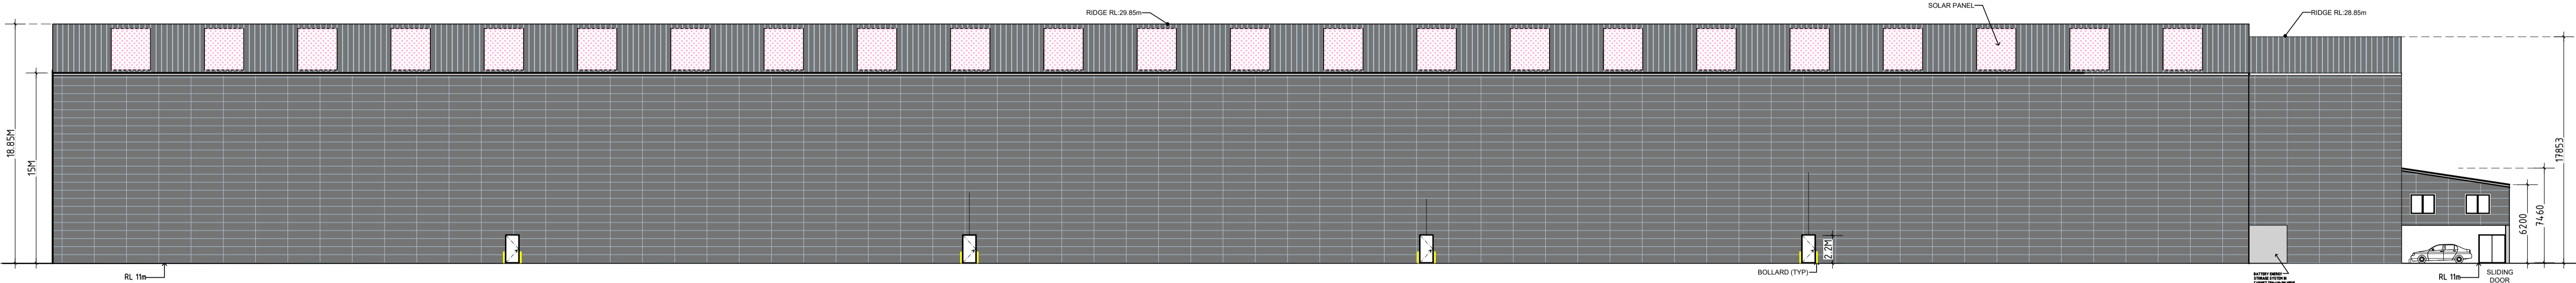 RIDGE RL:29.85m
SOLAR PANEL
RIDGE RL:28.85m
18.85M
15M
17853
7460
6200
2.2M
RL 11m
BOLLARD (TYP)
BATTERY ENERGY
STORAGE SYSTEM IN
RL 11m
SLIDING
DOOR